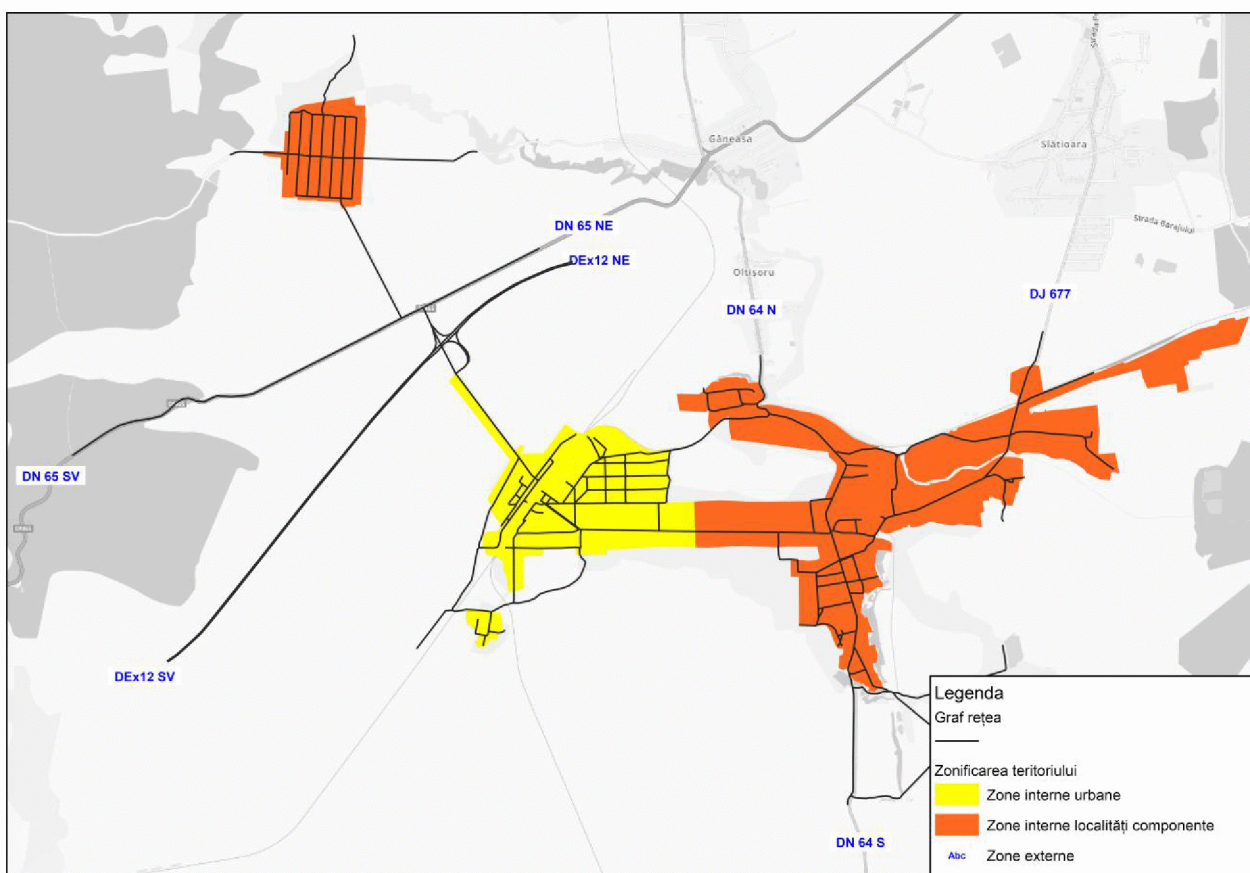 Găneasa
Slătioara
Strada Barajului
DN 65 NE
DEx12 NE
Oltișoru
DJ 677
DN 64 N
DN 65 SV
DEx12 SV
Legenda
Graf rețea
Zonificarea teritoriului
Zone interne urbane
Zone interne localități componente
DN 64 S
Abc Zone externe